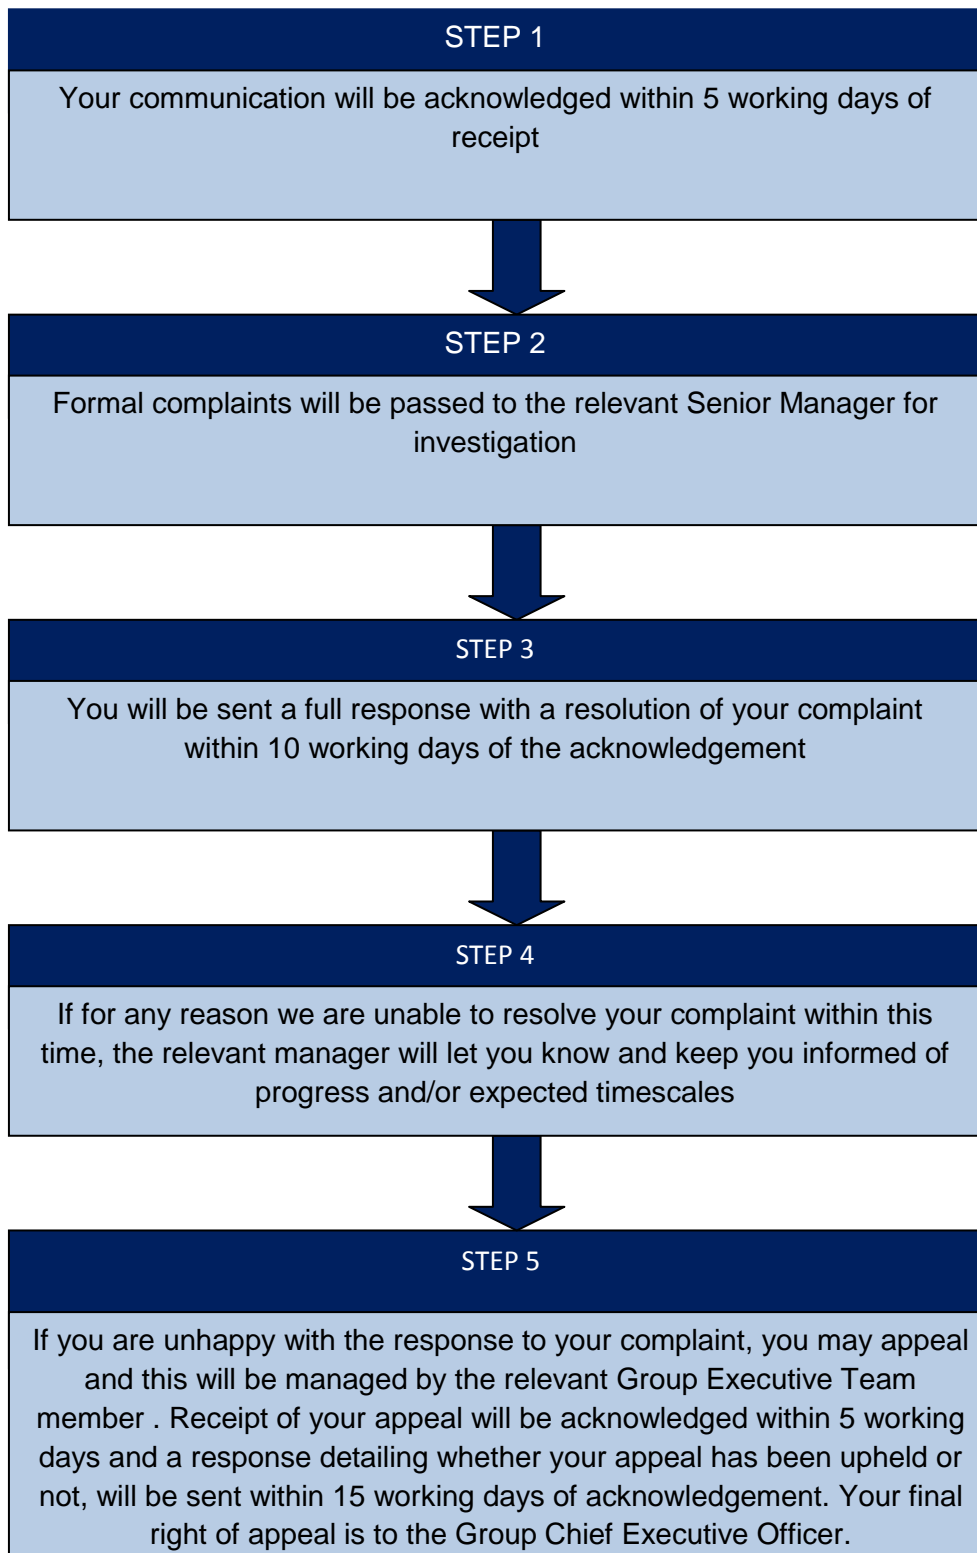 STEP 1
Your communication will be acknowledged within 5 working days of
receipt
STEP 2
Formal complaints will be passed to the relevant Senior Manager for
investigation
STEP 3
You will be sent a full response with a resolution of your complaint
within 10 working days of the acknowledgement
STEP 4
If for any reason we are unable to resolve your complaint within this
time, the relevant manager will let you know and keep you informed of
progress and/or expected timescales
STEP 5
If you are unhappy with the response to your complaint, you may appeal
and this will be managed by the relevant Group Executive Team
member . Receipt of your appeal will be acknowledged within 5 working
days and a response detailing whether your appeal has been upheld or
not, will be sent within 15 working days of acknowledgement. Your final
right of appeal is to the Group Chief Executive Officer.